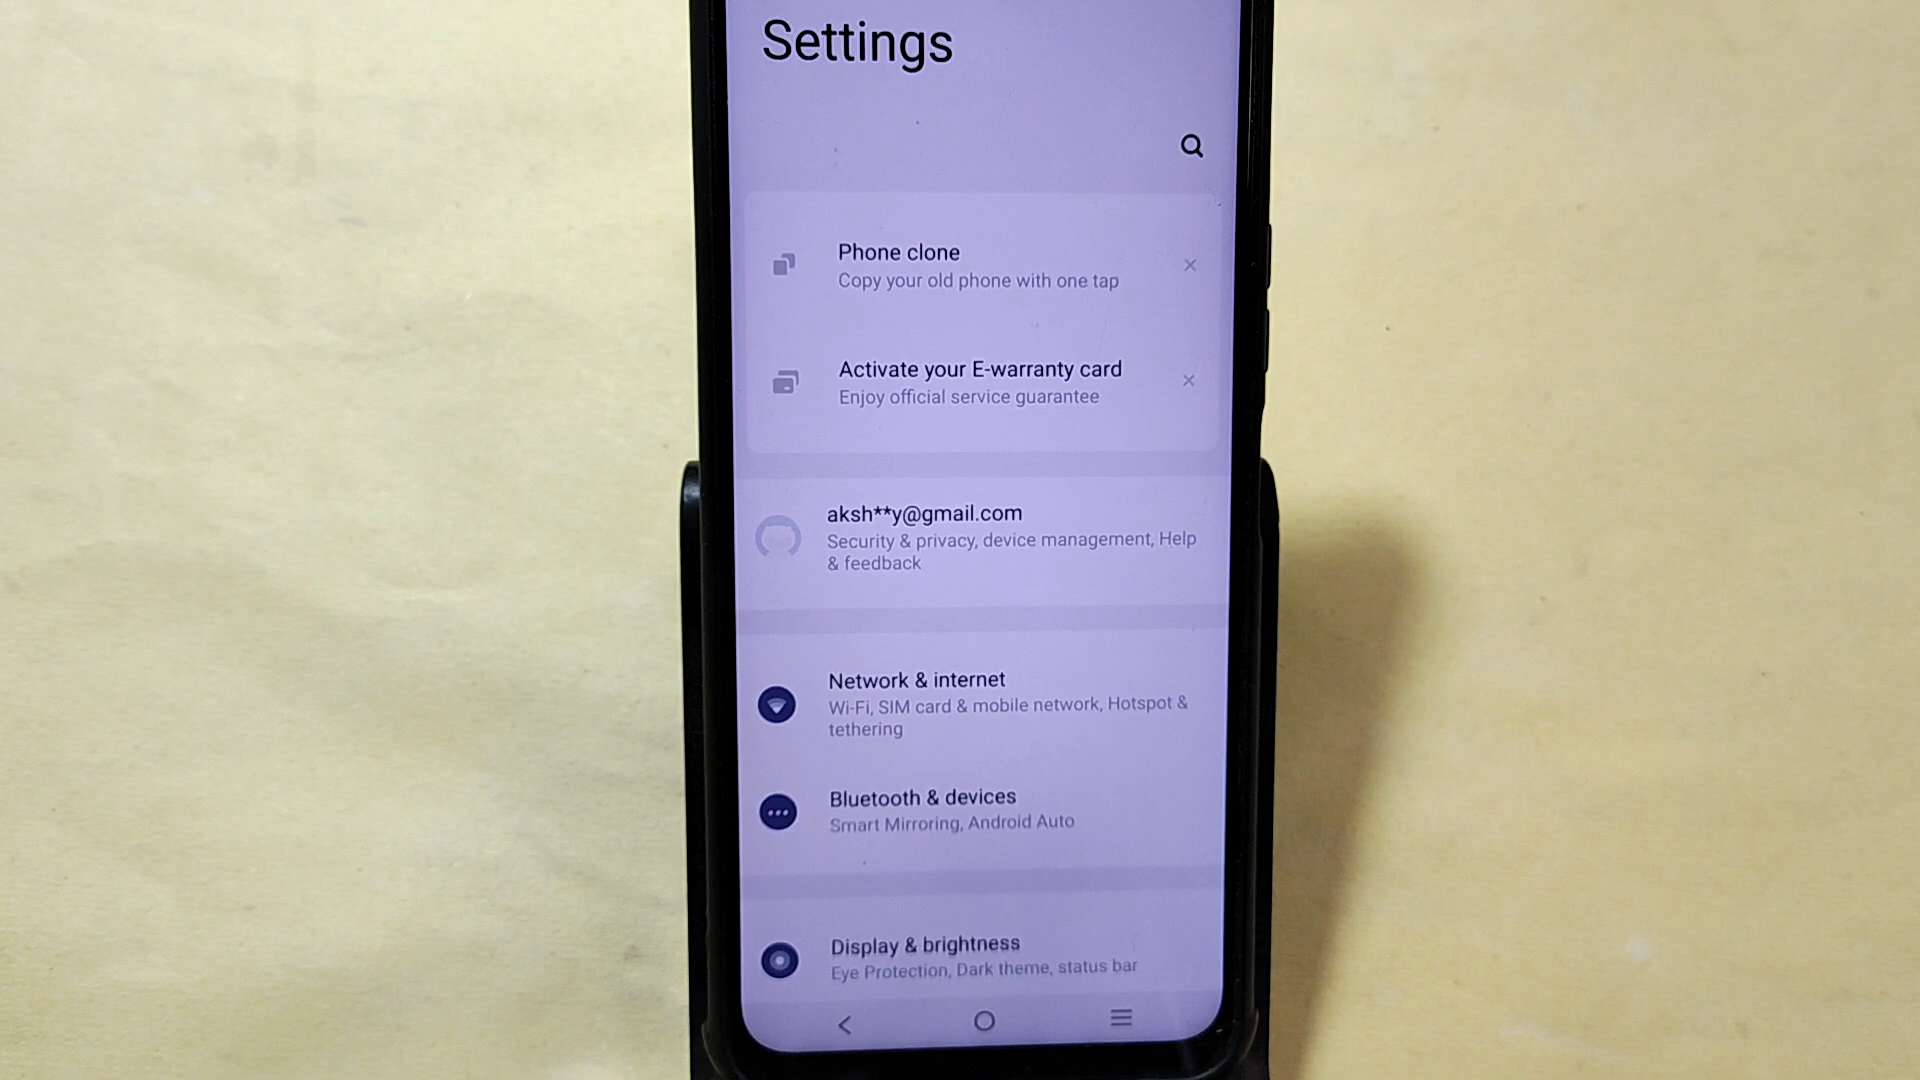 Settings
Phone clone
Copy your old phone with one tap
Activate your E-warranty card
Enjoy official service guarantee
aksh**y@gmail.com
Security & privacy, device management, Help
& feedback
Network & internet
Wi-Fi, SIM card & mobile network, Hotspot &
tethering
Bluetooth & devices
Smart Mirroring, Android Auto
Display & brightness
Eye Protection, Dark theme, status bar